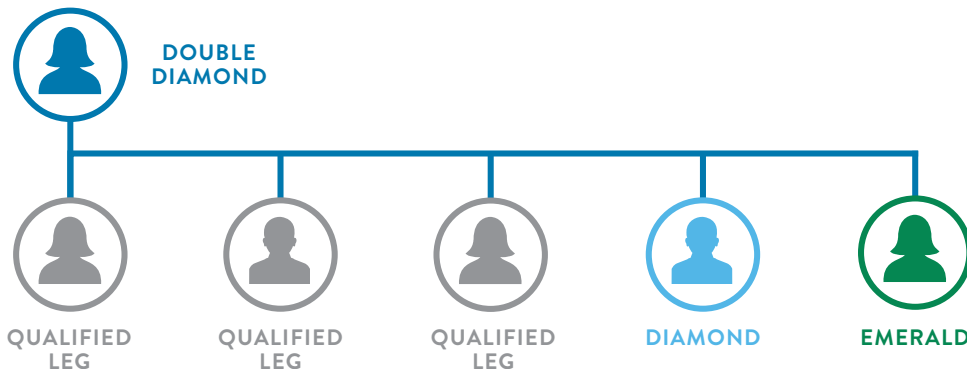 DOUBLE
DIAMOND
QUALIFIED
LEG
QUALIFIED
LEG
QUALIFIED
LEG
DIAMOND
EMERALD